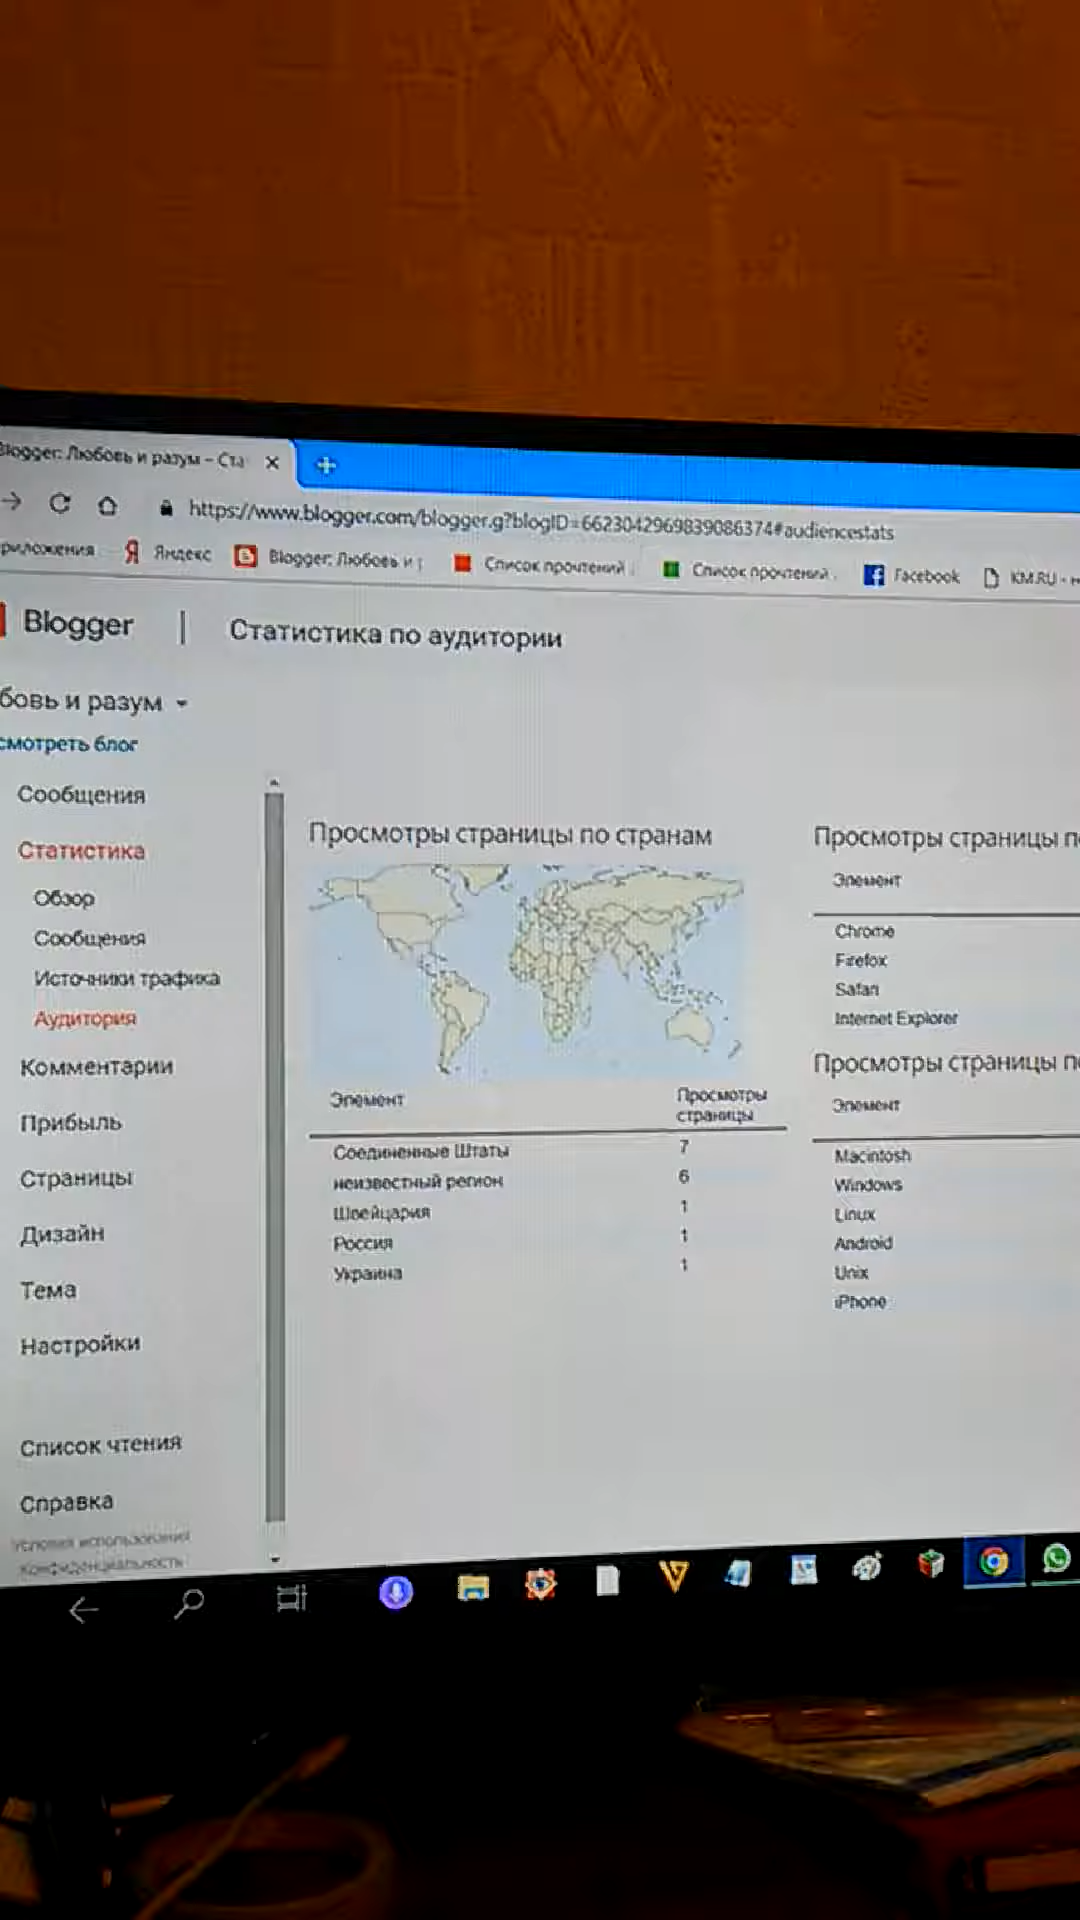 Blogger: Любовь и разум – Ста
https://www.blogger.com/blogger.g?blogID=6623042969839086374#audiencestats
риложения Яндекс Blogger: Любовь и р Список прочтений Список прочтений Facebook KM.RU - н
Blogger | Статистика по аудитории
бовь и разум
смотреть блог
Сообщения
Статистика
Обзор
Сообщения
Источники трафика
Аудитория
Комментарии
Прибыль
Страницы
Дизайн
Тема
Настройки
Список чтения
Справка
Условия использования
Конфиденциальность
Просмотры страницы по странам
Элемент Просмотры страницы
Соединенные Штаты 7
неизвестный регион 6
Швейцария 1
Россия 1
Украина 1
Просмотры страницы п
Элемент
Chrome
Firefox
Safari
Internet Explorer
Просмотры страницы п
Элемент
Macintosh
Windows
Linux
Android
Unix
iPhone